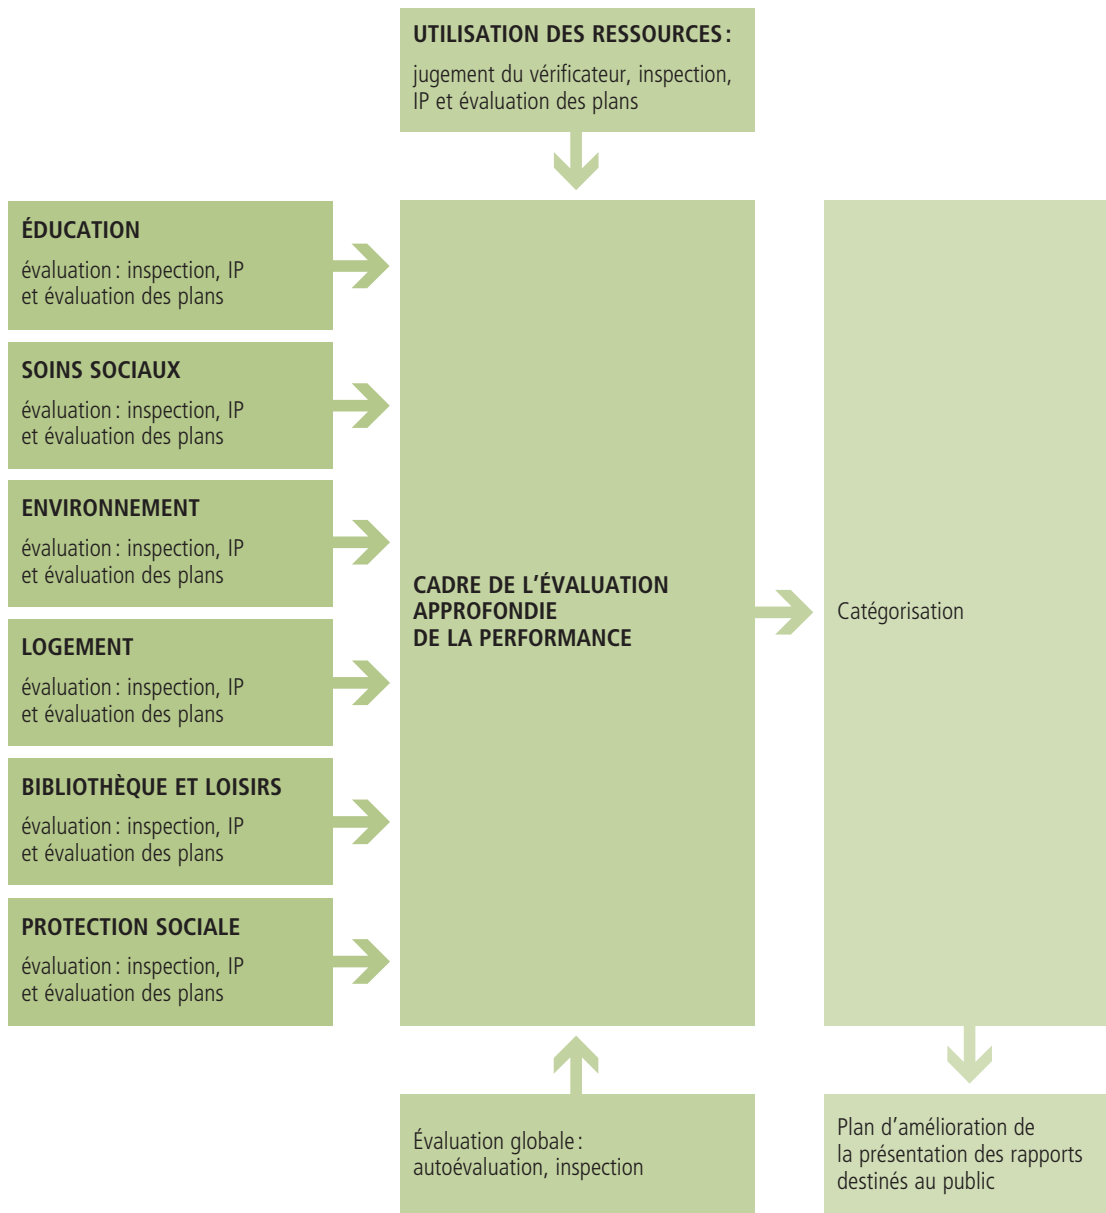 UTILISATION DES RESSOURCES :
jugement du vérificateur, inspection,
IP et évaluation des plans
ÉDUCATION
évaluation : inspection, IP
et évaluation des plans
SOINS SOCIAUX
évaluation : inspection, IP
et évaluation des plans
ENVIRONNEMENT
évaluation : inspection, IP
et évaluation des plans
LOGEMENT
évaluation : inspection, IP
et évaluation des plans
BIBLIOTHÈQUE ET LOISIRS
évaluation : inspection, IP
et évaluation des plans
PROTECTION SOCIALE
évaluation : inspection, IP
et évaluation des plans
CADRE DE L’ÉVALUATION
APPROFONDIE
DE LA PERFORMANCE
Catégorisation
Évaluation globale :
autoévaluation, inspection
Plan d’amélioration de
la présentation des rapports
destinés au public